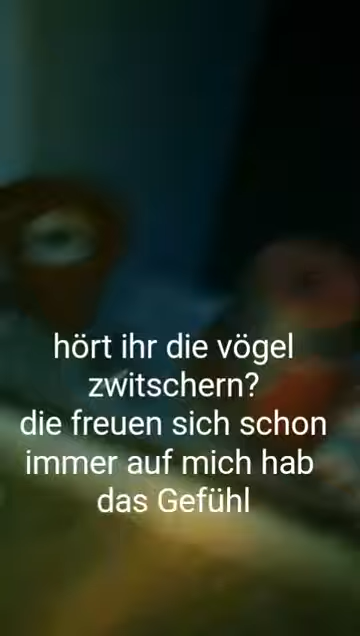 hört ihr die vögel
zwitschern?
die freuen sich schon
immer auf mich hab
das Gefühl